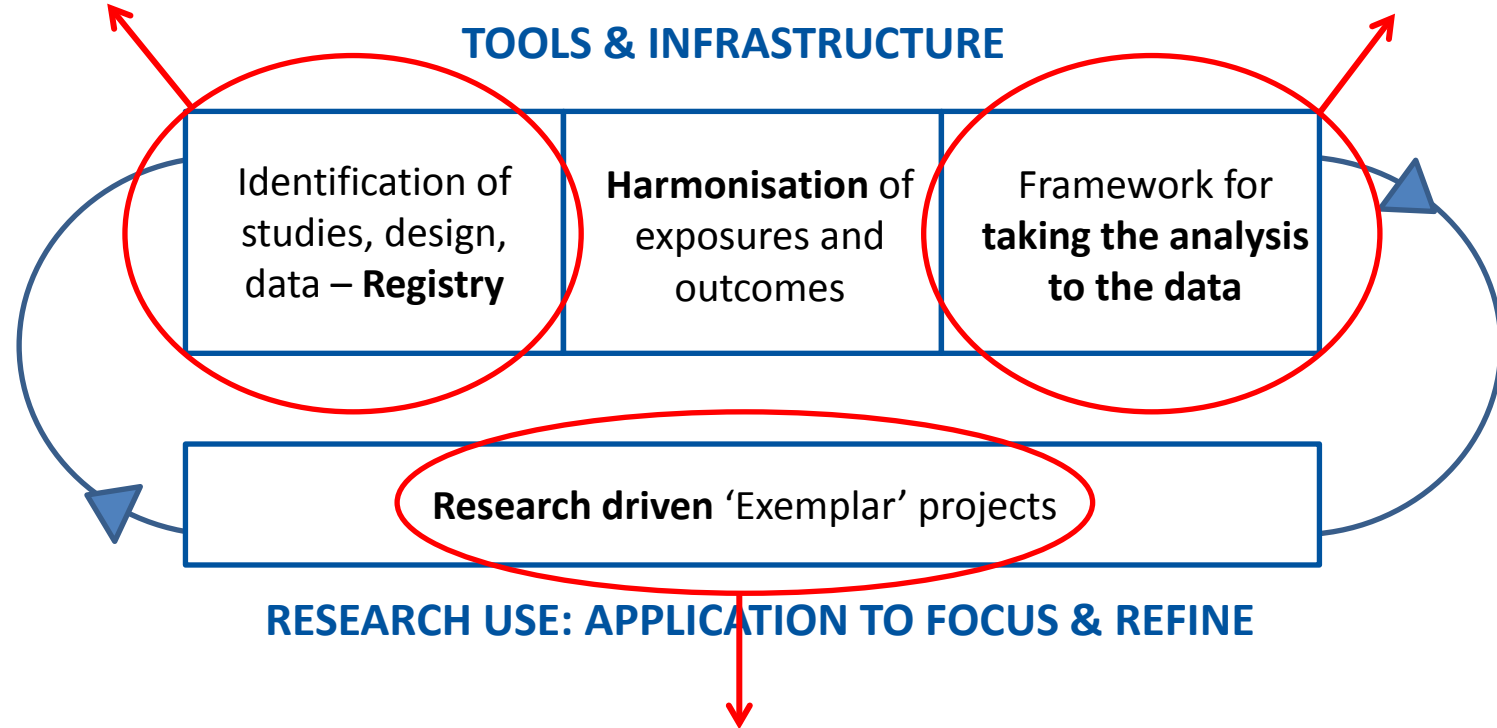 TOOLS & INFRASTRUCTURE
Identification of
studies, design,
data – Registry
Harmonisation of
exposures and
outcomes
Framework for
taking the analysis
to the data
Research driven ‘Exemplar’ projects
RESEARCH USE: APPLICATION TO FOCUS & REFINE